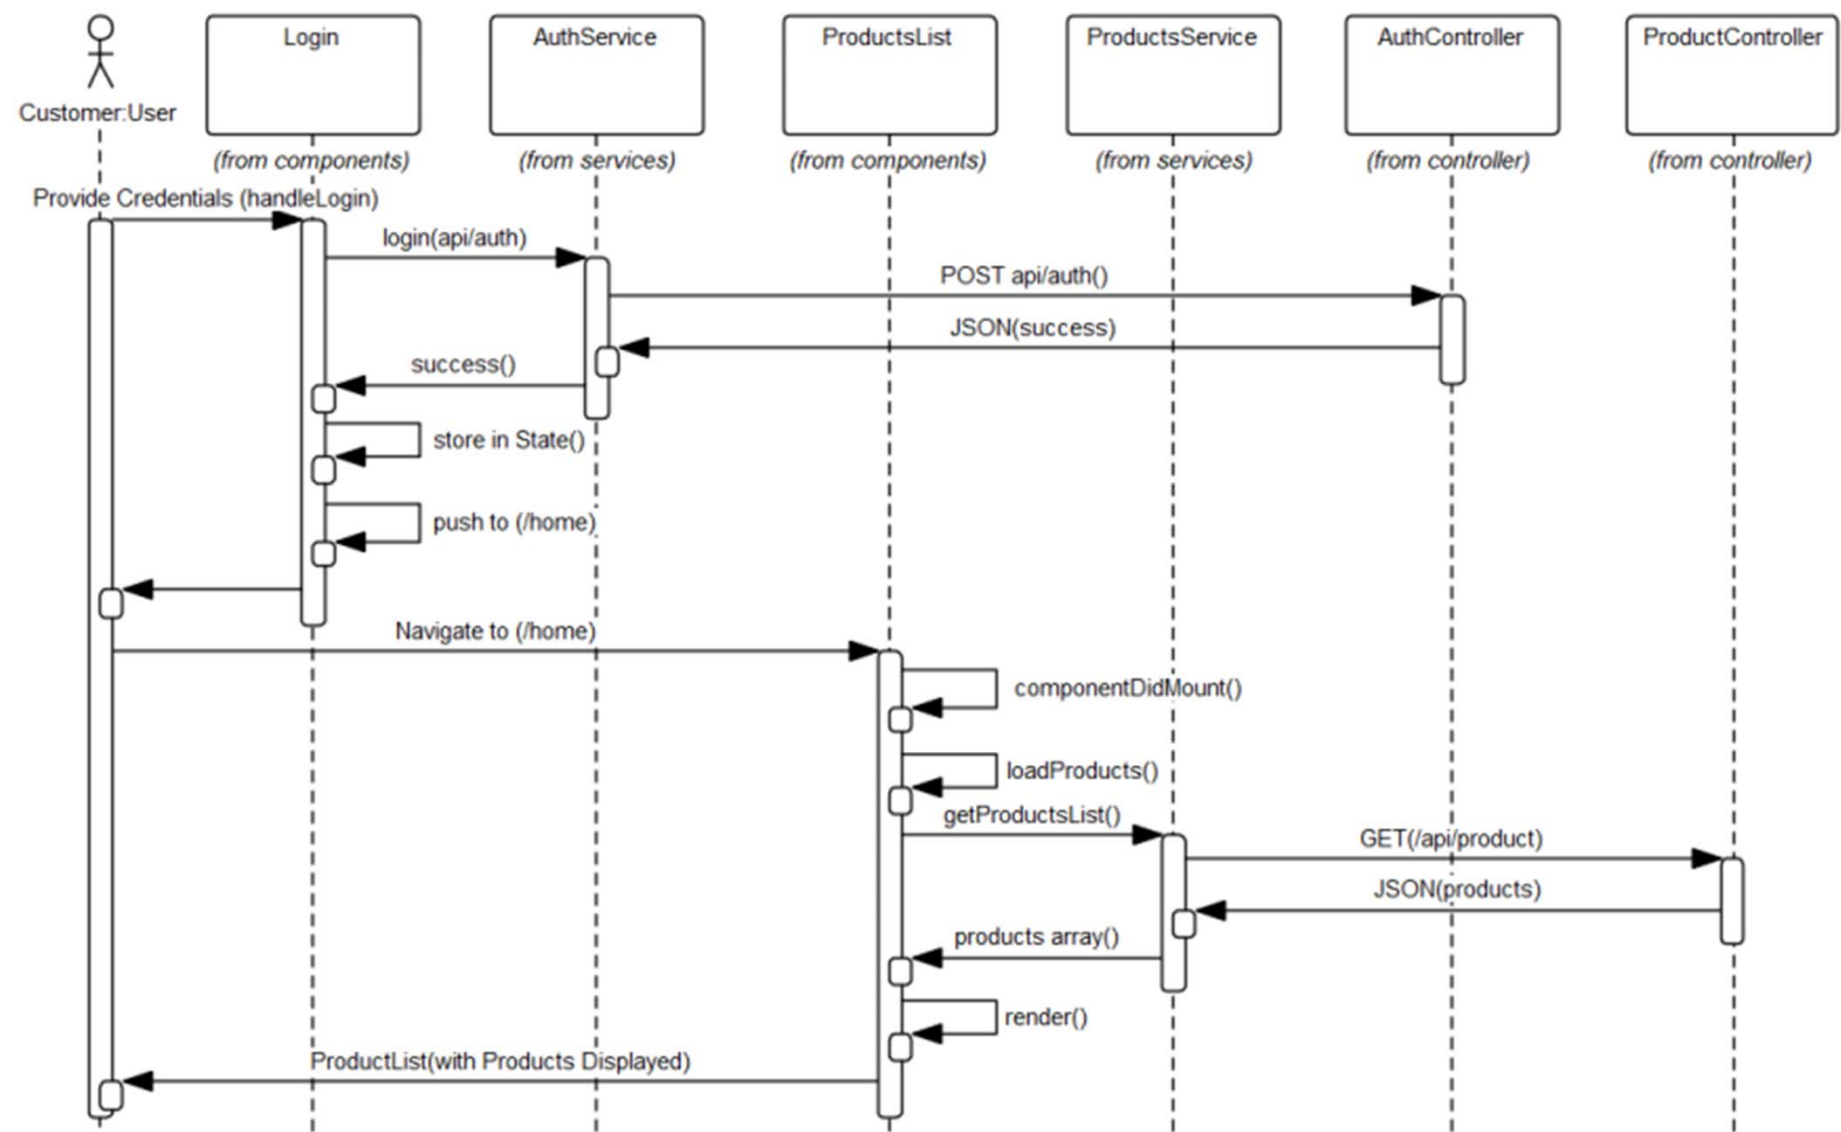 Login
AuthService
ProductsList
ProductsService
AuthController
ProductController
Customer:User
(from components)
(from services)
(from components)
(from services)
(from controller)
(from controller)
Provide Credentials (handleLogin)
login(api/auth)
POST api/auth()
JSON(success)
success()
store in State()
push to (/home)
Navigate to (/home)
componentDidMount()
loadProducts()
getProductsList()
GET(/api/product)
JSON(products)
products array()
render()
ProductList(with Products Displayed)